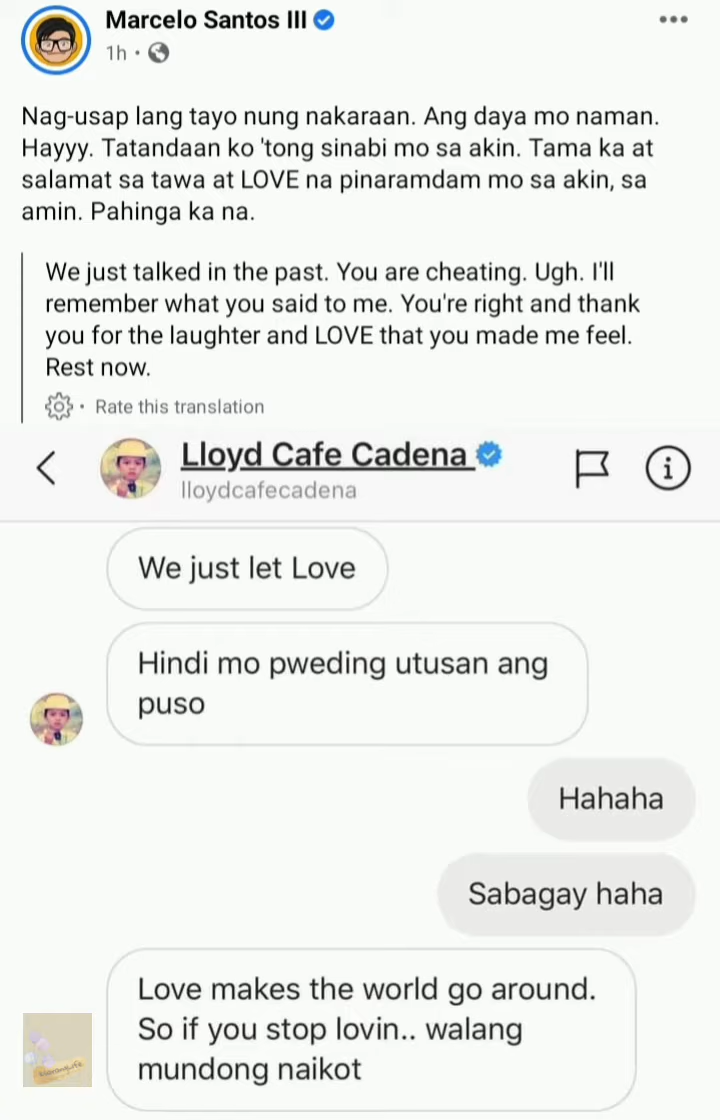 Marcelo Santos III
1h
Nag-usap lang tayo nung nakaraan. Ang daya mo naman.
Hayyy. Tatandaan ko 'tong sinabi mo sa akin. Tama ka at
salamat sa tawa at LOVE na pinaramdam mo sa akin, sa
amin. Pahinga ka na.
We just talked in the past. You are cheating. Ugh. I'll
remember what you said to me. You're right and thank
you for the laughter and LOVE that you made me feel.
Rest now.
· Rate this translation
Lloyd Cafe Cadena
lloydcafecadena
We just let Love
Hindi mo pweding utusan ang
puso
Hahaha
Sabagay haha
Love makes the world go around.
So if you stop lovin.. walang
mundong naikot